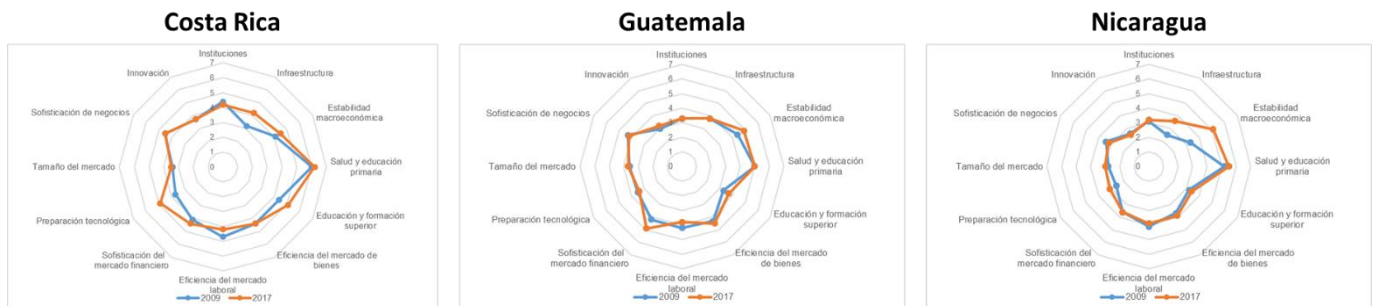 Costa Rica
Instituciones
7
6
5
4
3
2
1
0
Infraestructura
Estabilidad
macroeconómica
Salud y educación
primaria
Educación y formación
superior
Eficiencia del mercado de
bienes
Eficiencia del mercado
laboral
Sofisticación del
mercado financiero
Preparación tecnológica
Tamaño del mercado
Sofisticación de negocios
Innovación
2009
2017
Guatemala
Instituciones
7
6
5
4
3
2
1
0
Infraestructura
Estabilidad
macroeconómica
Salud y educación
primaria
Educación y formación
superior
Eficiencia del mercado
de bienes
Eficiencia del mercado
laboral
Sofisticación del
mercado financiero
Preparación tecnológica
Tamaño del mercado
Sofisticación de negocios
Innovación
2009
2017
Nicaragua
Instituciones
7
6
5
4
3
2
1
0
Infraestructura
Estabilidad
macroeconómica
Salud y educación
primaria
Educación y formación
superior
Eficiencia del mercado
de bienes
Eficiencia del mercado
laboral
Sofisticación del
mercado financiero
Preparación tecnológica
Tamaño del mercado
Sofisticación de negocios
Innovación
2009
2017